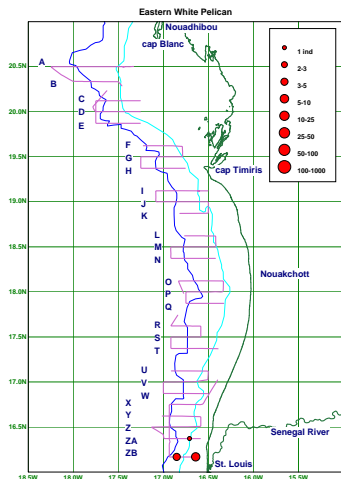 Eastern White Pelican
Nouadhibou
cap Blanc
1 ind
2-3
3-5
5-10
10-25
25-50
50-100
100-1000
20.5N
20.0N
19.5N
19.0N
18.5N
18.0N
17.5N
17.0N
16.5N
A
B
C
D
E
F
G
H
cap Timiris
I
J
K
L
M
N
Nouakchott
O
P
Q
R
S
T
U
V
W
X
Y
Z
ZA
ZB
Senegal River
St. Louis
18.5W
18.0W
17.5W
17.0W
16.5W
16.0W
15.5W
15.0W